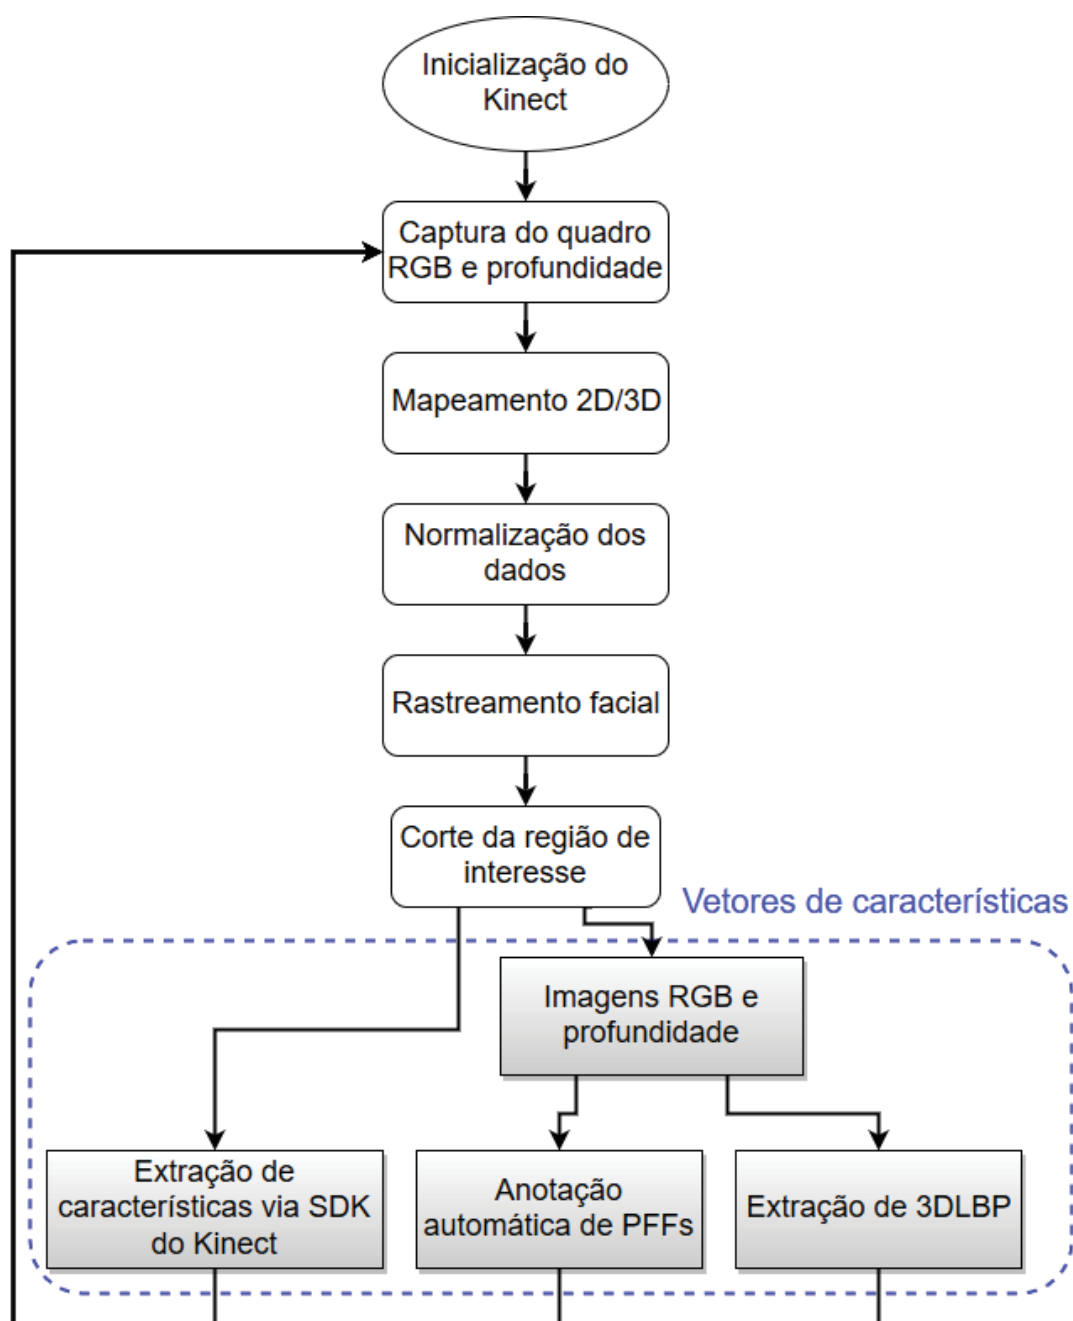 Inicialização do
Kinect
Captura do quadro
RGB e profundidade
Mapeamento 2D/3D
Normalização dos
dados
Rastreamento facial
Corte da região de
interesse
Vetores de característícas
Imagens RGB e
profundidade
Extração de
característícas via SDK
do Kinect
Anotação
automática de PFFs
Extração de 3DLBP